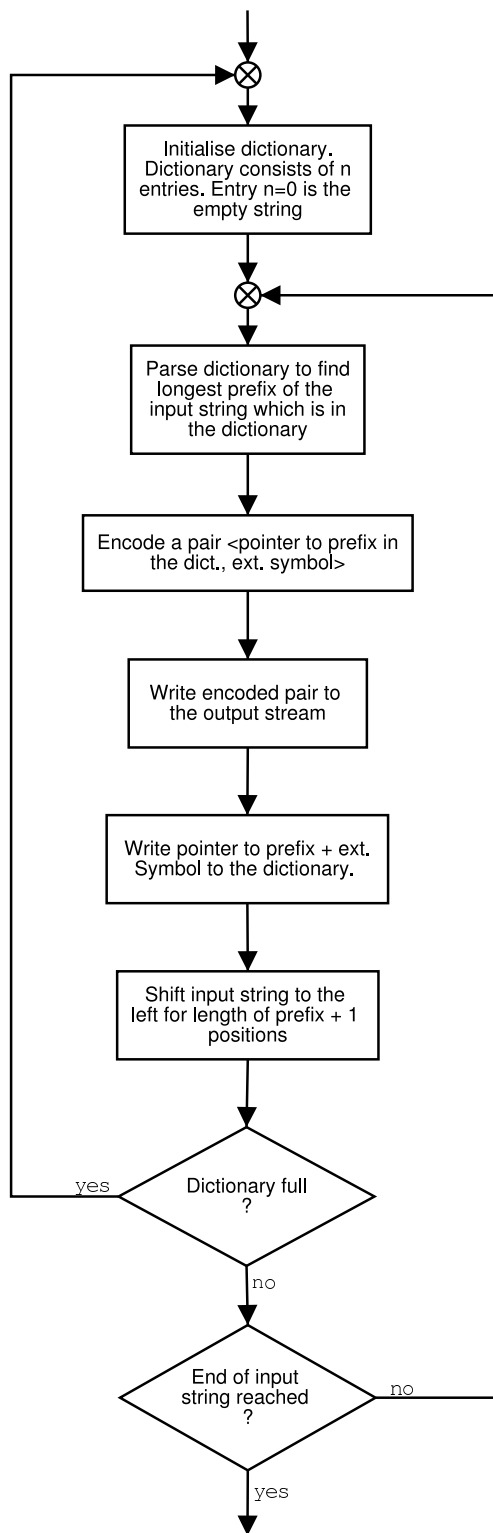 Initialise dictionary.
Dictionary consists of n
entries. Entry n=0 is the
empty string
Parse dictionary to find
longest prefix of the
input string which is in
the dictionary
Encode a pair <pointer to prefix in
the dict., ext. symbol>
Write encoded pair to
the output stream
Write pointer to prefix + ext.
Symbol to the dictionary.
Shift input string to the
left for length of prefix + 1
positions
yes
Dictionary full
?
no
End of input
string reached
?
no
yes